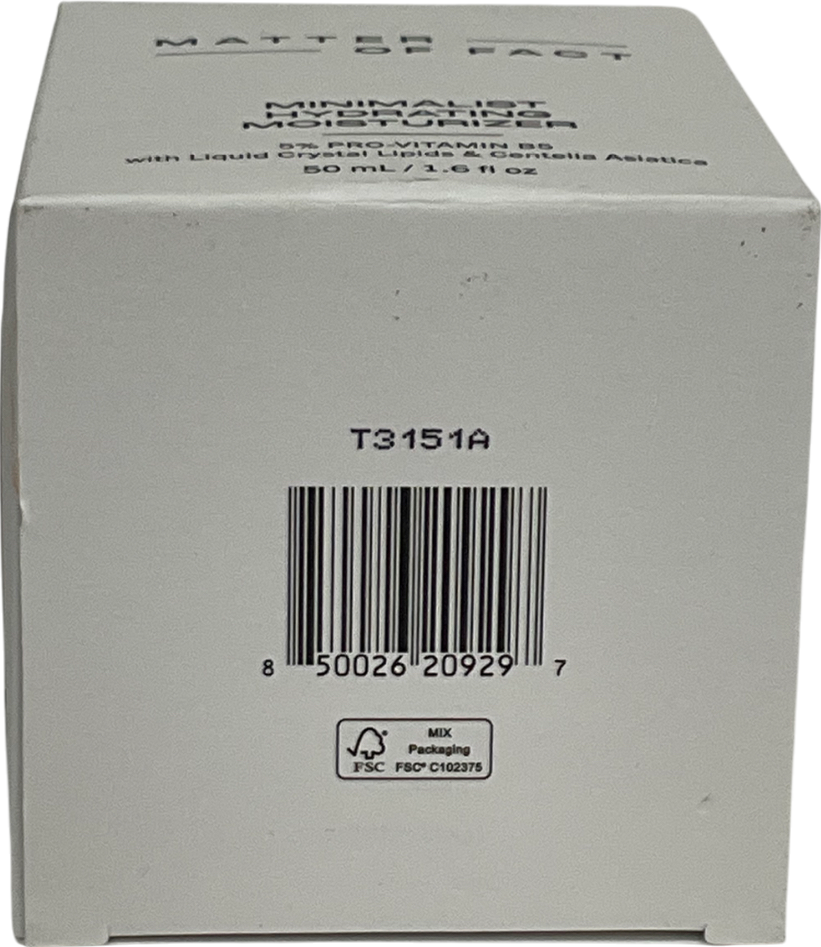 MATTER
OF FACT
MINIMALIST
HYDRATING
MOISTURIZER
5% PRO-VITAMIN B5
with Liquid Crystal Lipids & Centella Asiatica
50 mL / 1.6 fl oz
T3151A
8 50026 20929 7
MIX
Packaging
FSC FSC® C102375